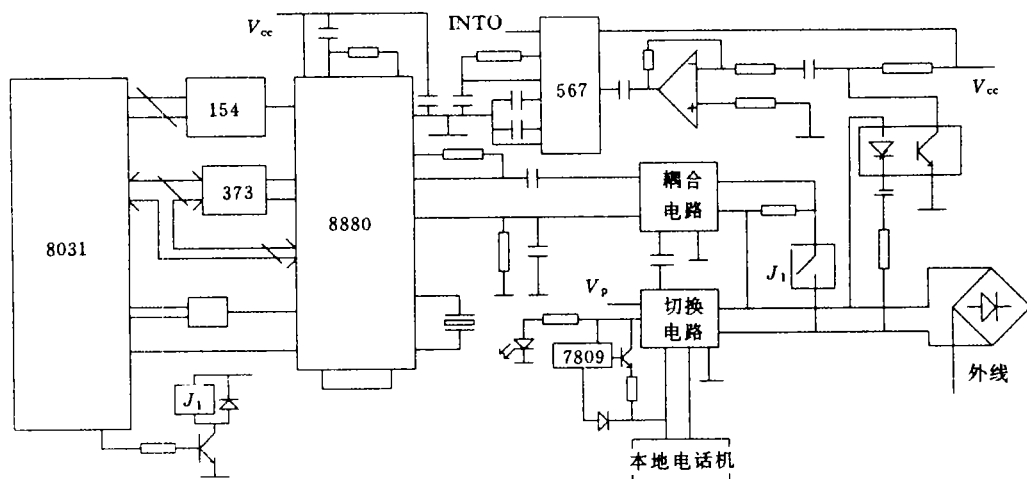 Vcc
INTO
567
Vcc
154
373
8031
8880
耦合
电路
J1
Vp
切换
电路
7809
J1
外线
本地电话机